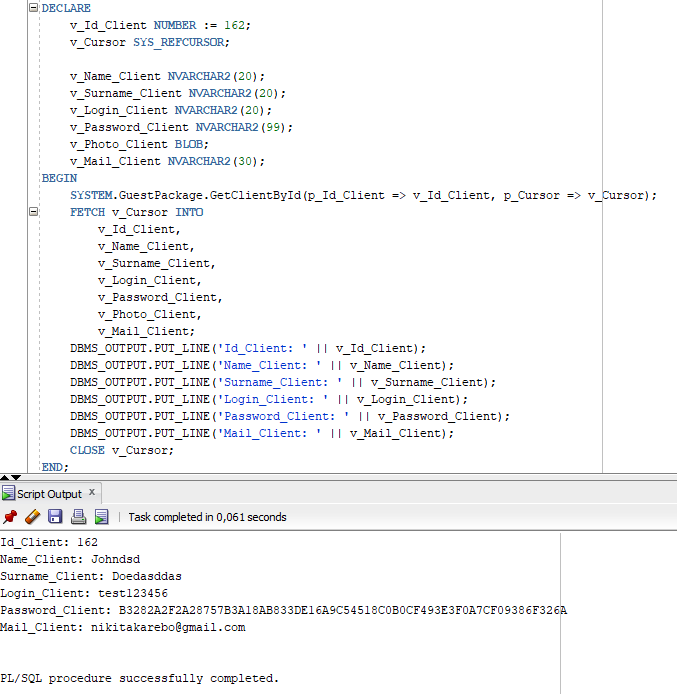 DECLARE
v_Id_Client NUMBER := 162;
v_Cursor SYS_REFCURSOR;
v_Name_Client NVARCHAR2(20);
v_Surname_Client NVARCHAR2(20);
v_Login_Client NVARCHAR2(20);
v_Password_Client NVARCHAR2(99);
v_Photo_Client BLOB;
v_Mail_Client NVARCHAR2(30);
BEGIN
SYSTEM.GuestPackage.GetClientById(p_Id_Client => v_Id_Client, p_Cursor => v_Cursor);
FETCH v_Cursor INTO
v_Id_Client,
v_Name_Client,
v_Surname_Client,
v_Login_Client,
v_Password_Client,
v_Photo_Client,
v_Mail_Client;
DBMS_OUTPUT.PUT_LINE('Id_Client: ' || v_Id_Client);
DBMS_OUTPUT.PUT_LINE('Name_Client: ' || v_Name_Client);
DBMS_OUTPUT.PUT_LINE('Surname_Client: ' || v_Surname_Client);
DBMS_OUTPUT.PUT_LINE('Login_Client: ' || v_Login_Client);
DBMS_OUTPUT.PUT_LINE('Password_Client: ' || v_Password_Client);
DBMS_OUTPUT.PUT_LINE('Mail_Client: ' || v_Mail_Client);
CLOSE v_Cursor;
END;
Script Output x
Task completed in 0,061 seconds
Id_Client: 162
Name_Client: Johndsd
Surname_Client: Doedasddas
Login_Client: test123456
Password_Client: B3282A2F2A28757B3A18AB833DE16A9C54518C0B0CF493E3F0A7CF09386F326A
Mail_Client: nikitakarebo@gmail.com
PL/SQL procedure successfully completed.